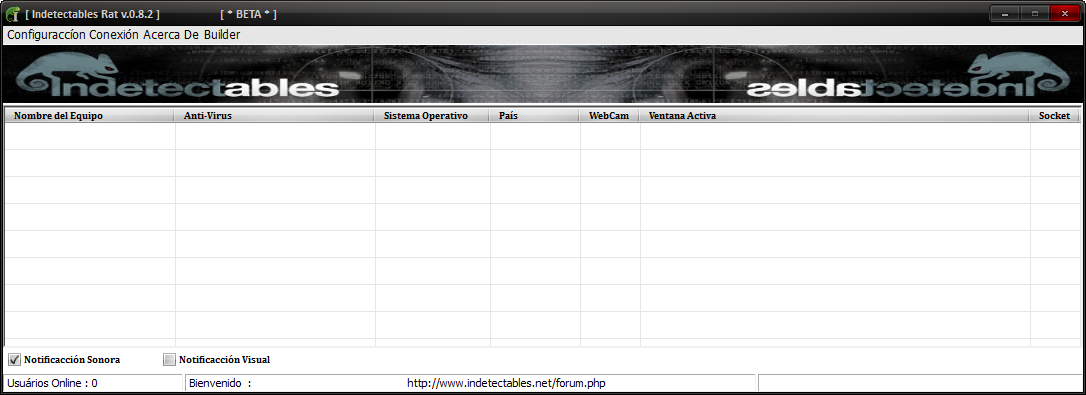 [ Indetectables Rat v.0.8.2 ] [ * BETA * ]
Configuraccíon Conexión Acerca De Builder
Indetectables Indetectables
Nombre del Equipo Anti-Virus Sistema Operativo País WebCam Ventana Activa Socket
Notificacción Sonora Notificacción Visual
Usuários Online : 0 Bienvenido : http://www.indetectables.net/forum.php